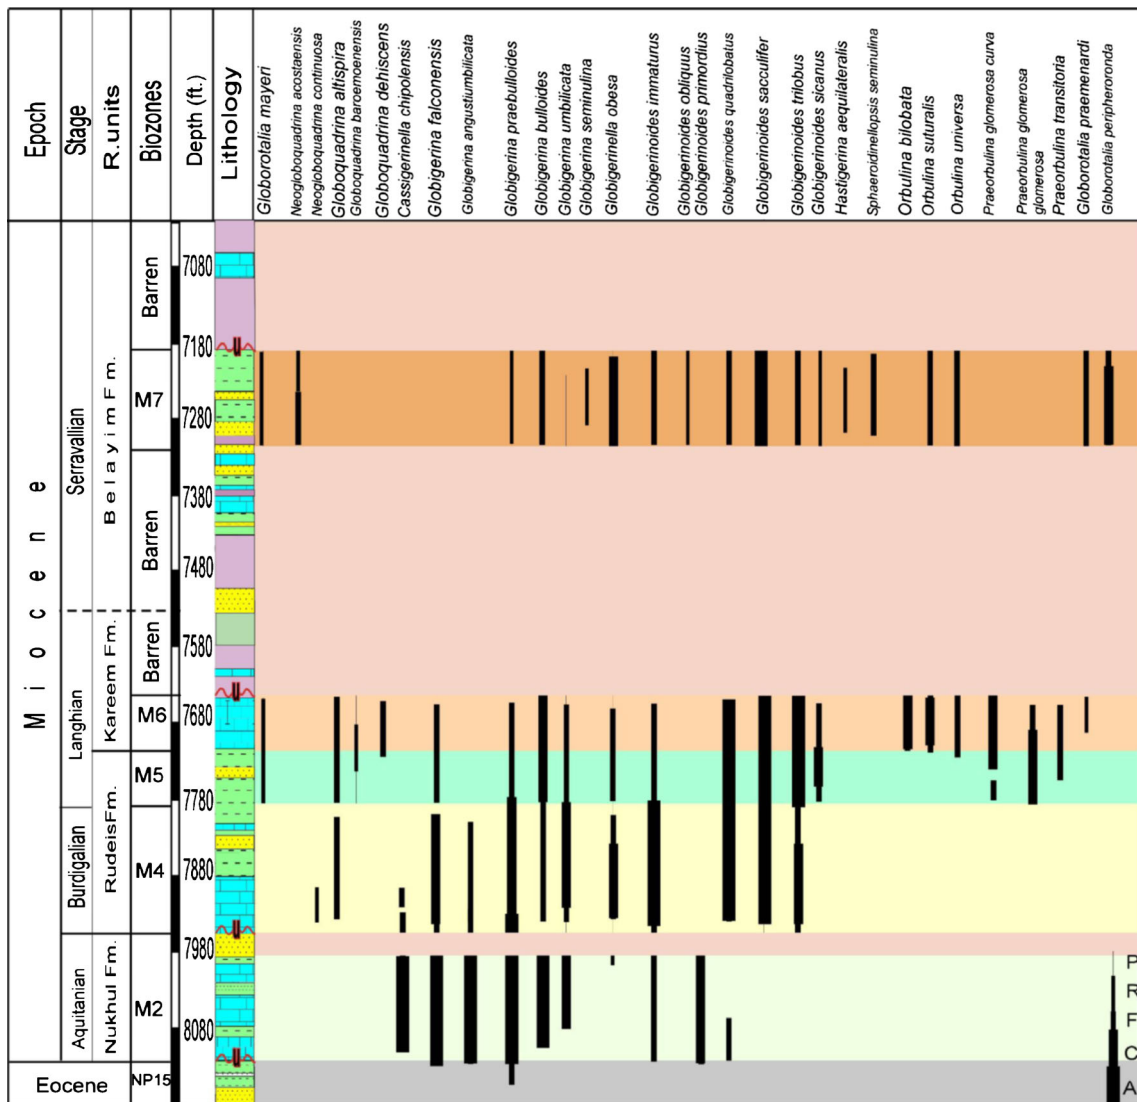 Epoch
Stage
R.units
Biozones
Depth (ft.)
Lithology
Globorotalia mayeri
Neogloboquadrina acostaensis
Neogloboquadrina continuosa
Globoquadrina altispira
Globoquadrina baroemoenensis
Globoquadrina dehiscens
Cassigerinella chipolensis
Globigerina falconensis
Globigerina angustiumbilicata
Globigerina praebulloides
Globigerina bulloides
Globigerina umbilicata
Globigerina seminulina
Globigerinella obesa
Globigerinoides immaturus
Globigerinoides obliquus
Globigerinoides primordius
Globigerinoides quadrilobatus
Globigerinoides sacculifer
Globigerinoides trilobus
Globigerinoides sicanus
Hastigerina aequilateralis
Sphaeroidinellopsis seminulina
Orbulina bilobata
Orbulina suturalis
Orbulina universa
Praeorbulina glomerosa curva
Praeorbulina glomerosa
glomerosa
Praeorbulina transitoria
Globorotalia praemenardi
Globorotalia peripheroronda
Miocene
Serravallian
Langhian
Burdigalian
Aquitanian
Eocene
Belayim Fm.
Kareem Fm.
Rudeis Fm.
Nukhul Fm.
Barren
M7
Barren
Barren
M6
M5
M4
M2
NP15
7080
7180
7280
7380
7480
7580
7680
7780
7880
7980
8080
U
U
U
U
P
R
F
C
A